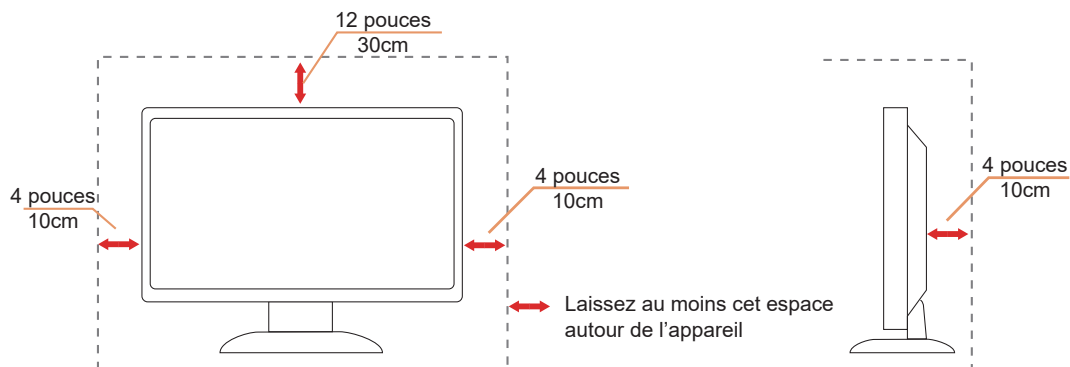 12 pouces
30cm
4 pouces
10cm
4 pouces
10cm
4 pouces
10cm
Laissez au moins cet espace
autour de l’appareil